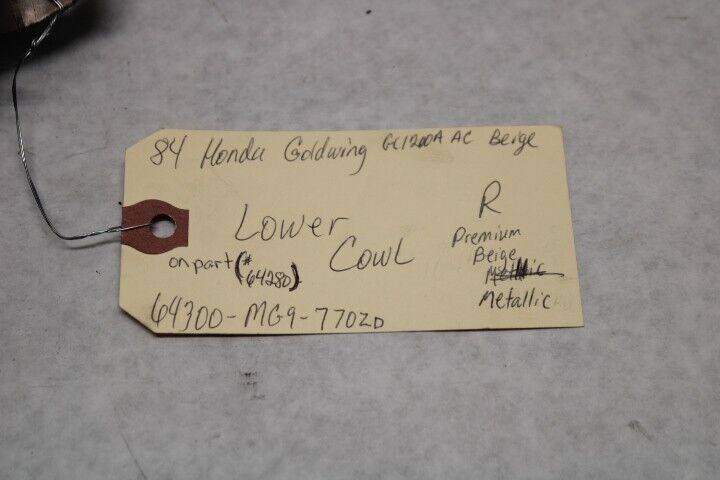 84 Honda Goldwing GL1200A AC Beige
R
Lower
Cowl
on part (#64280)
Premium
Beige
Metallic
Metallic
64300-MG9-770ZD